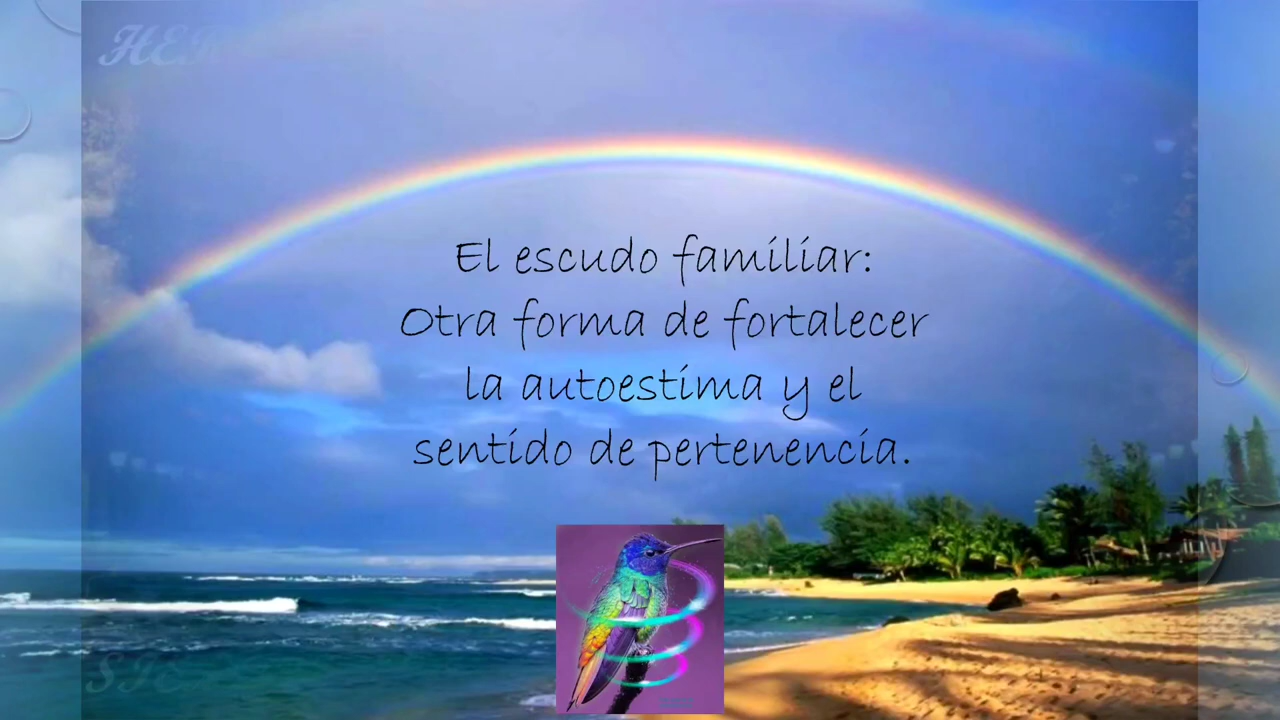 El escudo familiar:
Otra forma de fortalecer
la autoestima y el
sentido de pertenencia.